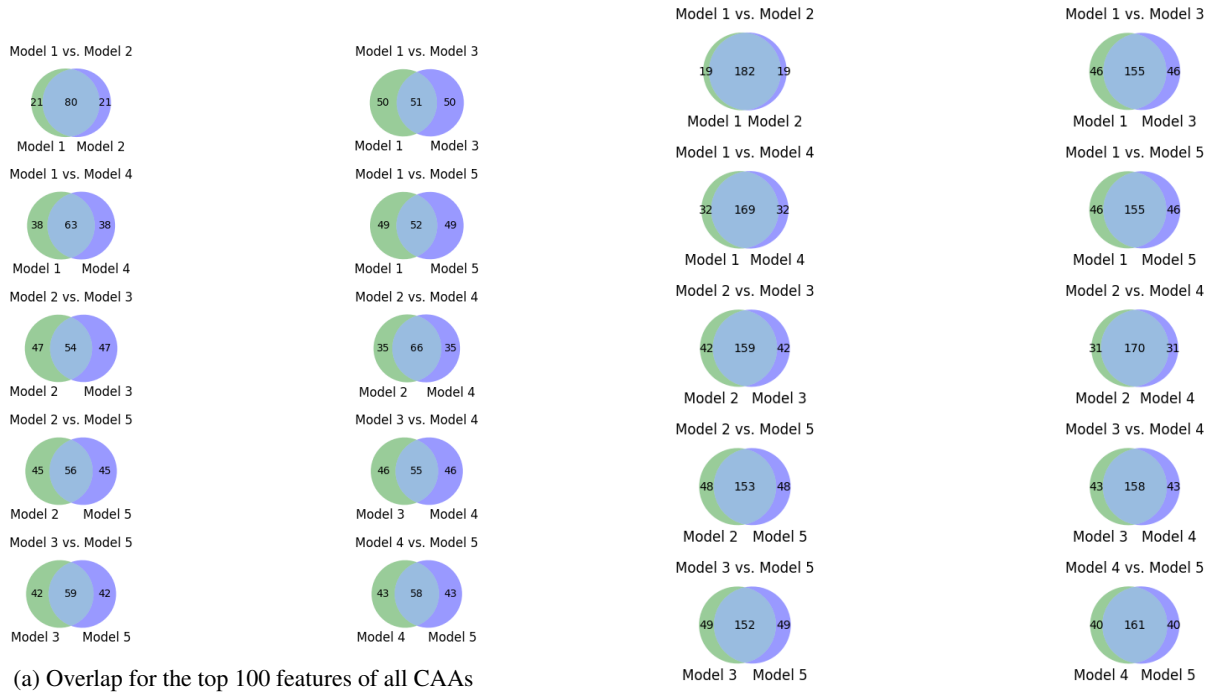 Model 1 vs. Model 2
21 80 21
Model 1 Model 2
Model 1 vs. Model 3
50 51 50
Model 1 Model 3
Model 1 vs. Model 4
38 63 38
Model 1 Model 4
Model 1 vs. Model 5
49 52 49
Model 1 Model 5
Model 2 vs. Model 3
47 54 47
Model 2 Model 3
Model 2 vs. Model 4
35 66 35
Model 2 Model 4
Model 2 vs. Model 5
45 56 45
Model 2 Model 5
Model 3 vs. Model 4
46 55 46
Model 3 Model 4
Model 3 vs. Model 5
42 59 42
Model 3 Model 5
Model 4 vs. Model 5
43 58 43
Model 4 Model 5
(a) Overlap for the top 100 features of all CAAs
Model 1 vs. Model 2
19 182 19
Model 1 Model 2
Model 1 vs. Model 3
46 155 46
Model 1 Model 3
Model 1 vs. Model 4
32 169 32
Model 1 Model 4
Model 1 vs. Model 5
46 155 46
Model 1 Model 5
Model 2 vs. Model 3
42 159 42
Model 2 Model 3
Model 2 vs. Model 4
31 170 31
Model 2 Model 4
Model 2 vs. Model 5
48 153 48
Model 2 Model 5
Model 3 vs. Model 4
43 158 43
Model 3 Model 4
Model 3 vs. Model 5
49 152 49
Model 3 Model 5
Model 4 vs. Model 5
40 161 40
Model 4 Model 5